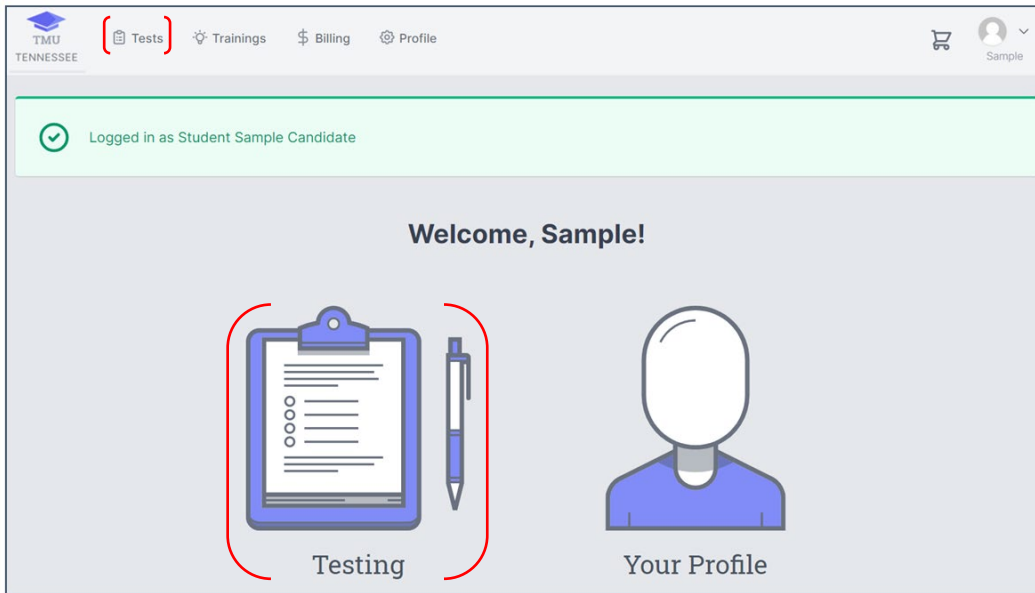 TMU
TENNESSEE
Tests Trainings $ Billing Profile
Sample
Logged in as Student Sample Candidate
Welcome, Sample!
Testing
Your Profile